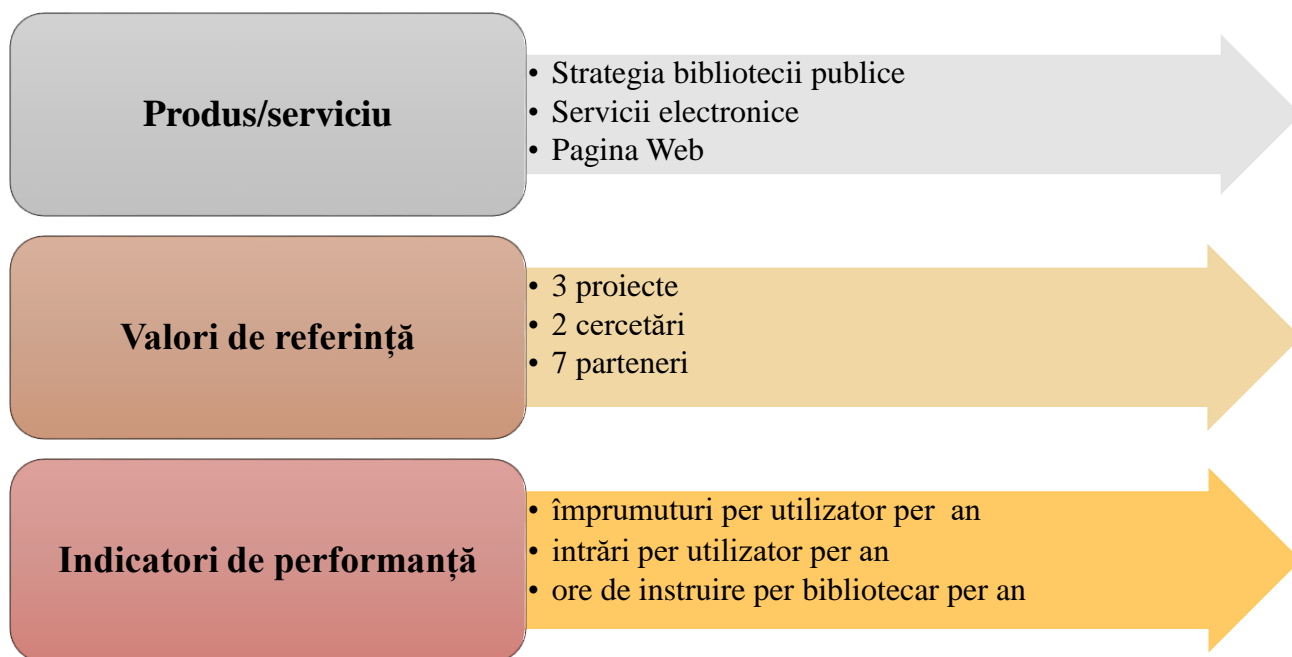 Produs/serviciu
• Strategia bibliotecii publice
• Servicii electronice
• Pagina Web
Valori de referință
• 3 proiecte
• 2 cercetări
• 7 parteneri
Indicatori de performanță
• împrumuturi per utilizator per  an
• intrări per utilizator per an
• ore de instruire per bibliotecar per an